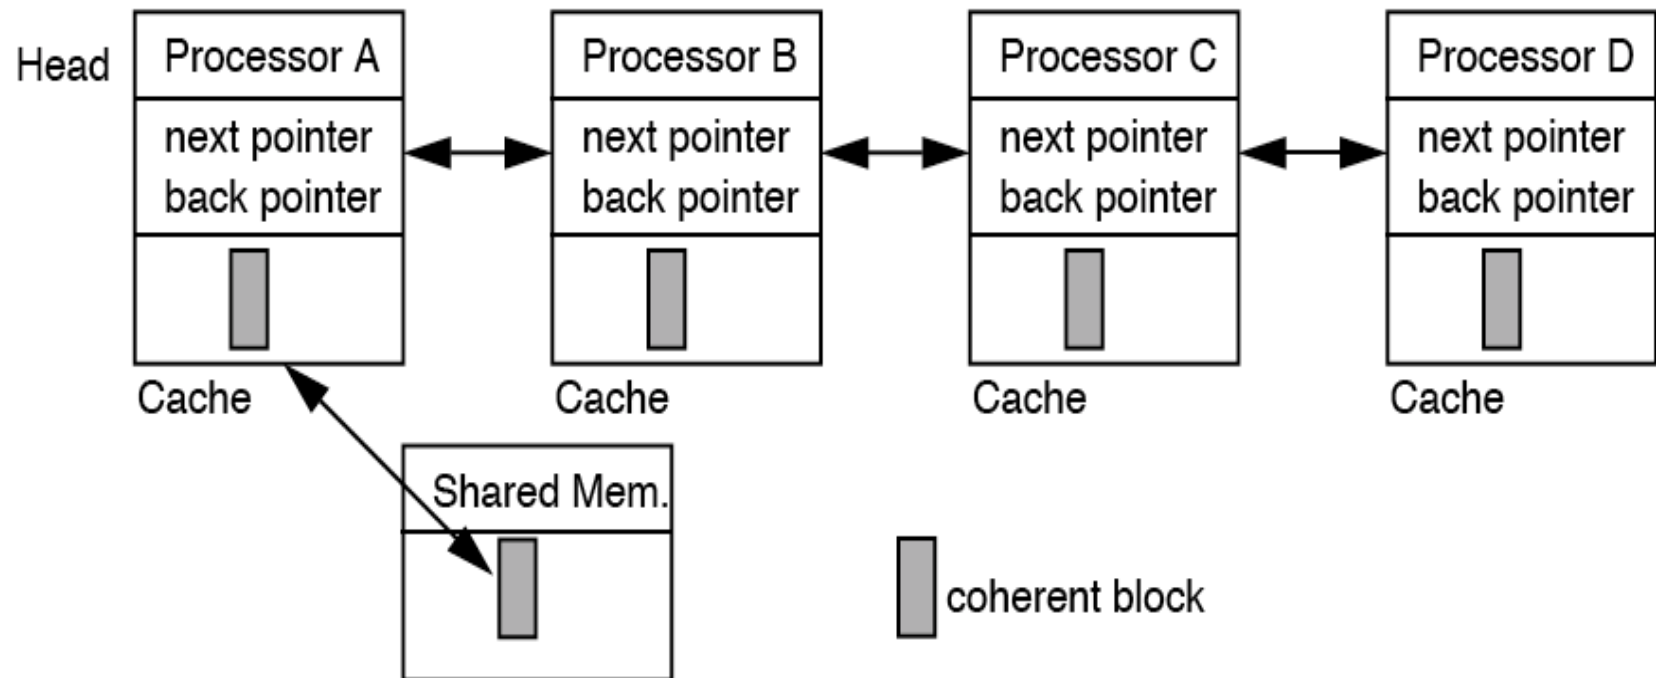 Head
Processor A
next pointer
back pointer
Cache
Processor B
next pointer
back pointer
Cache
Processor C
next pointer
back pointer
Cache
Processor D
next pointer
back pointer
Cache
Shared Mem.
coherent block